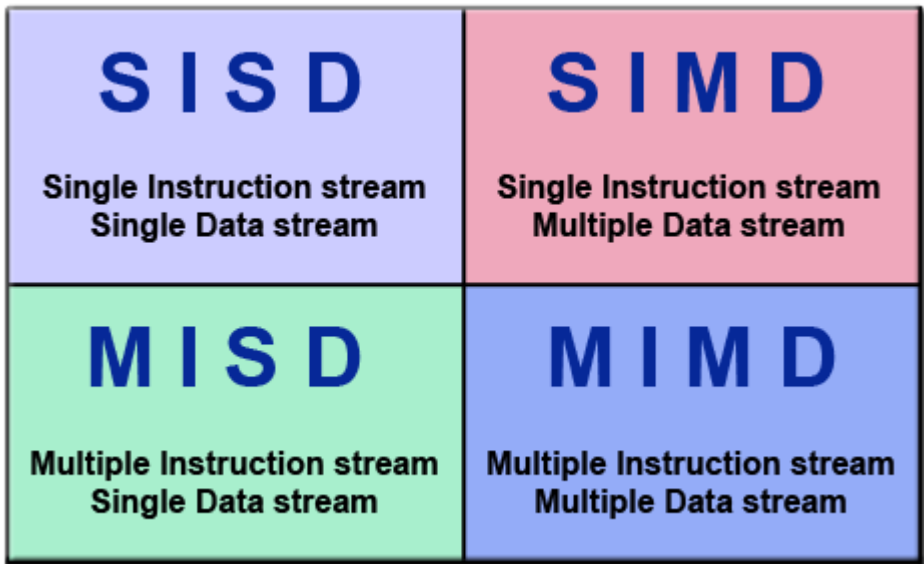 S I S D
Single Instruction stream
Single Data stream
S I M D
Single Instruction stream
Multiple Data stream
M I S D
Multiple Instruction stream
Single Data stream
M I M D
Multiple Instruction stream
Multiple Data stream